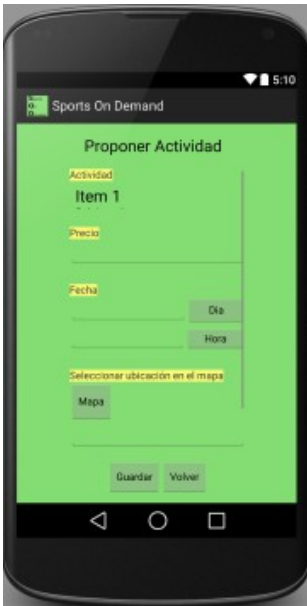 5:10
Sports On Demand
Proponer Actividad
Actividad
Item 1
Precio
Fecha
Dia
Hora
Seleccionar ubicación en el mapa
Mapa
Guardar Volver